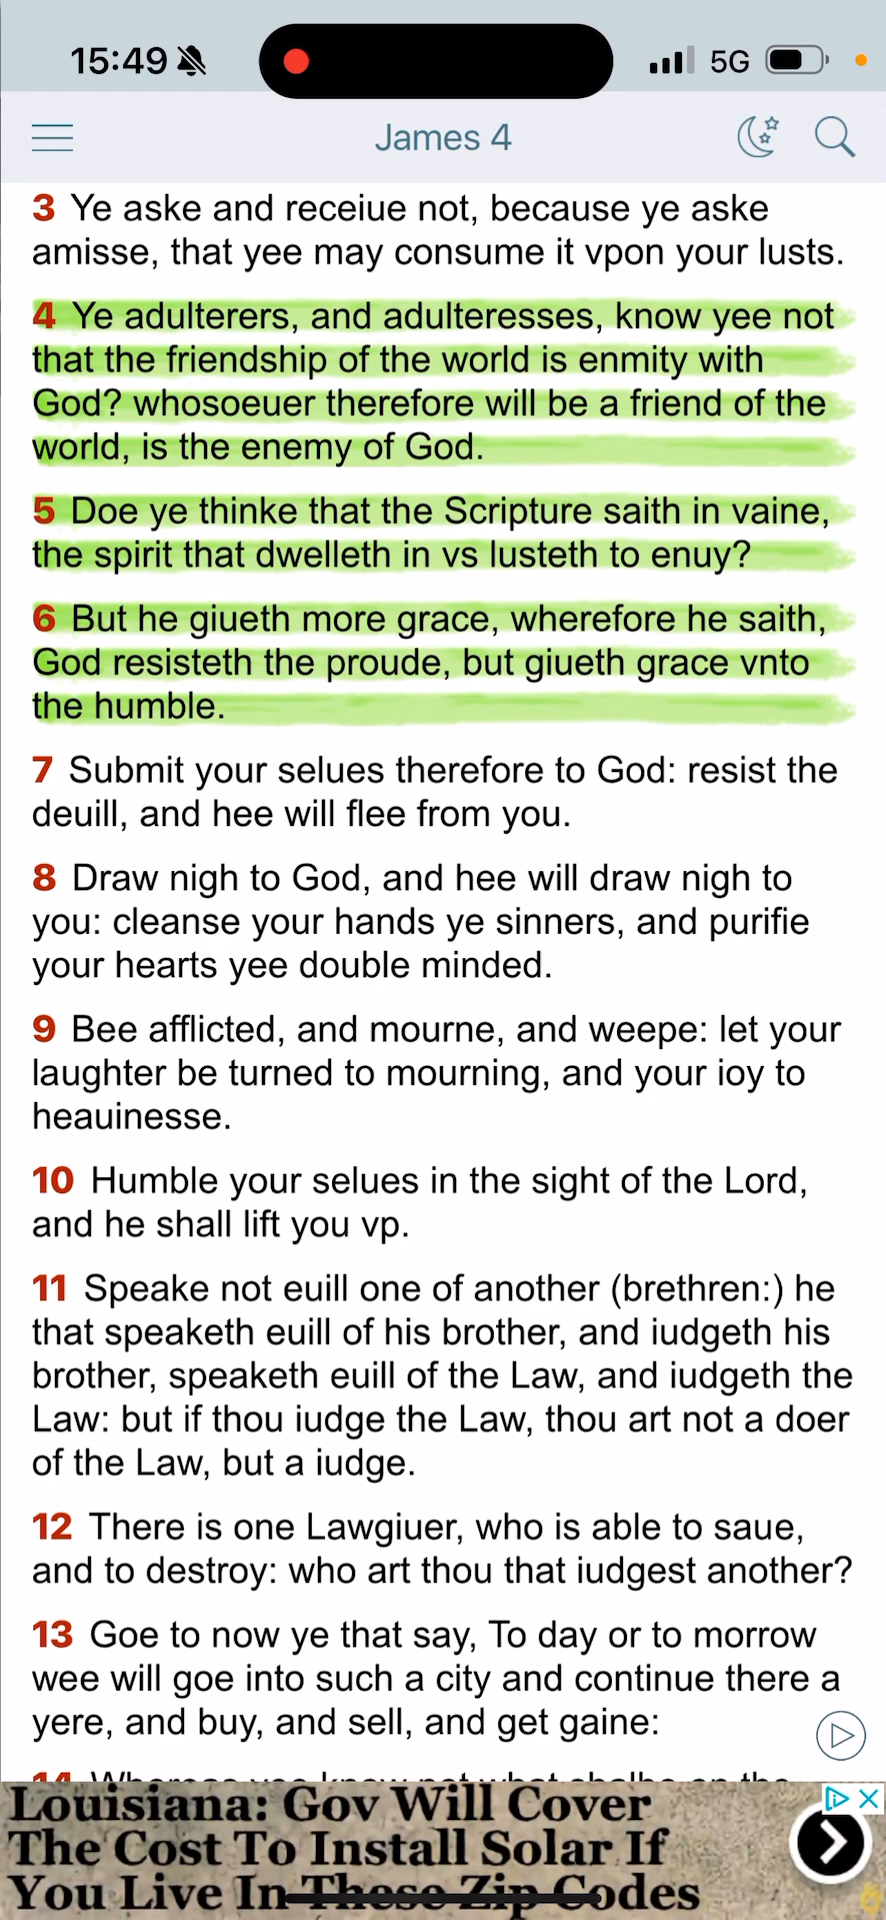 15:49
5G
James 4
3 Ye aske and receiue not, because ye aske
amisse, that yee may consume it vpon your lusts.
4 Ye adulterers, and adulteresses, know yee not
that the friendship of the world is enmity with
God? whosoeuer therefore will be a friend of the
world, is the enemy of God.
5 Doe ye thinke that the Scripture saith in vaine,
the spirit that dwelleth in vs lusteth to enuy?
6 But he giueth more grace, wherefore he saith,
God resisteth the proude, but giueth grace vnto
the humble.
7 Submit your selues therefore to God: resist the
deuill, and hee will flee from you.
8 Draw nigh to God, and hee will draw nigh to
you: cleanse your hands ye sinners, and purifie
your hearts yee double minded.
9 Bee afflicted, and mourne, and weepe: let your
laughter be turned to mourning, and your ioy to
heauinesse.
10 Humble your selues in the sight of the Lord,
and he shall lift you vp.
11 Speake not euill one of another (brethren:) he
that speaketh euill of his brother, and iudgeth his
brother, speaketh euill of the Law, and iudgeth the
Law: but if thou iudge the Law, thou art not a doer
of the Law, but a iudge.
12 There is one Lawgiuer, who is able to saue,
and to destroy: who art thou that iudgest another?
13 Goe to now ye that say, To day or to morrow
wee will goe into such a city and continue there a
yere, and buy, and sell, and get gaine:
14 Whereas yee know not what shalbe on the
Louisiana: Gov Will Cover
The Cost To Install Solar If
You Live In These Zip Codes